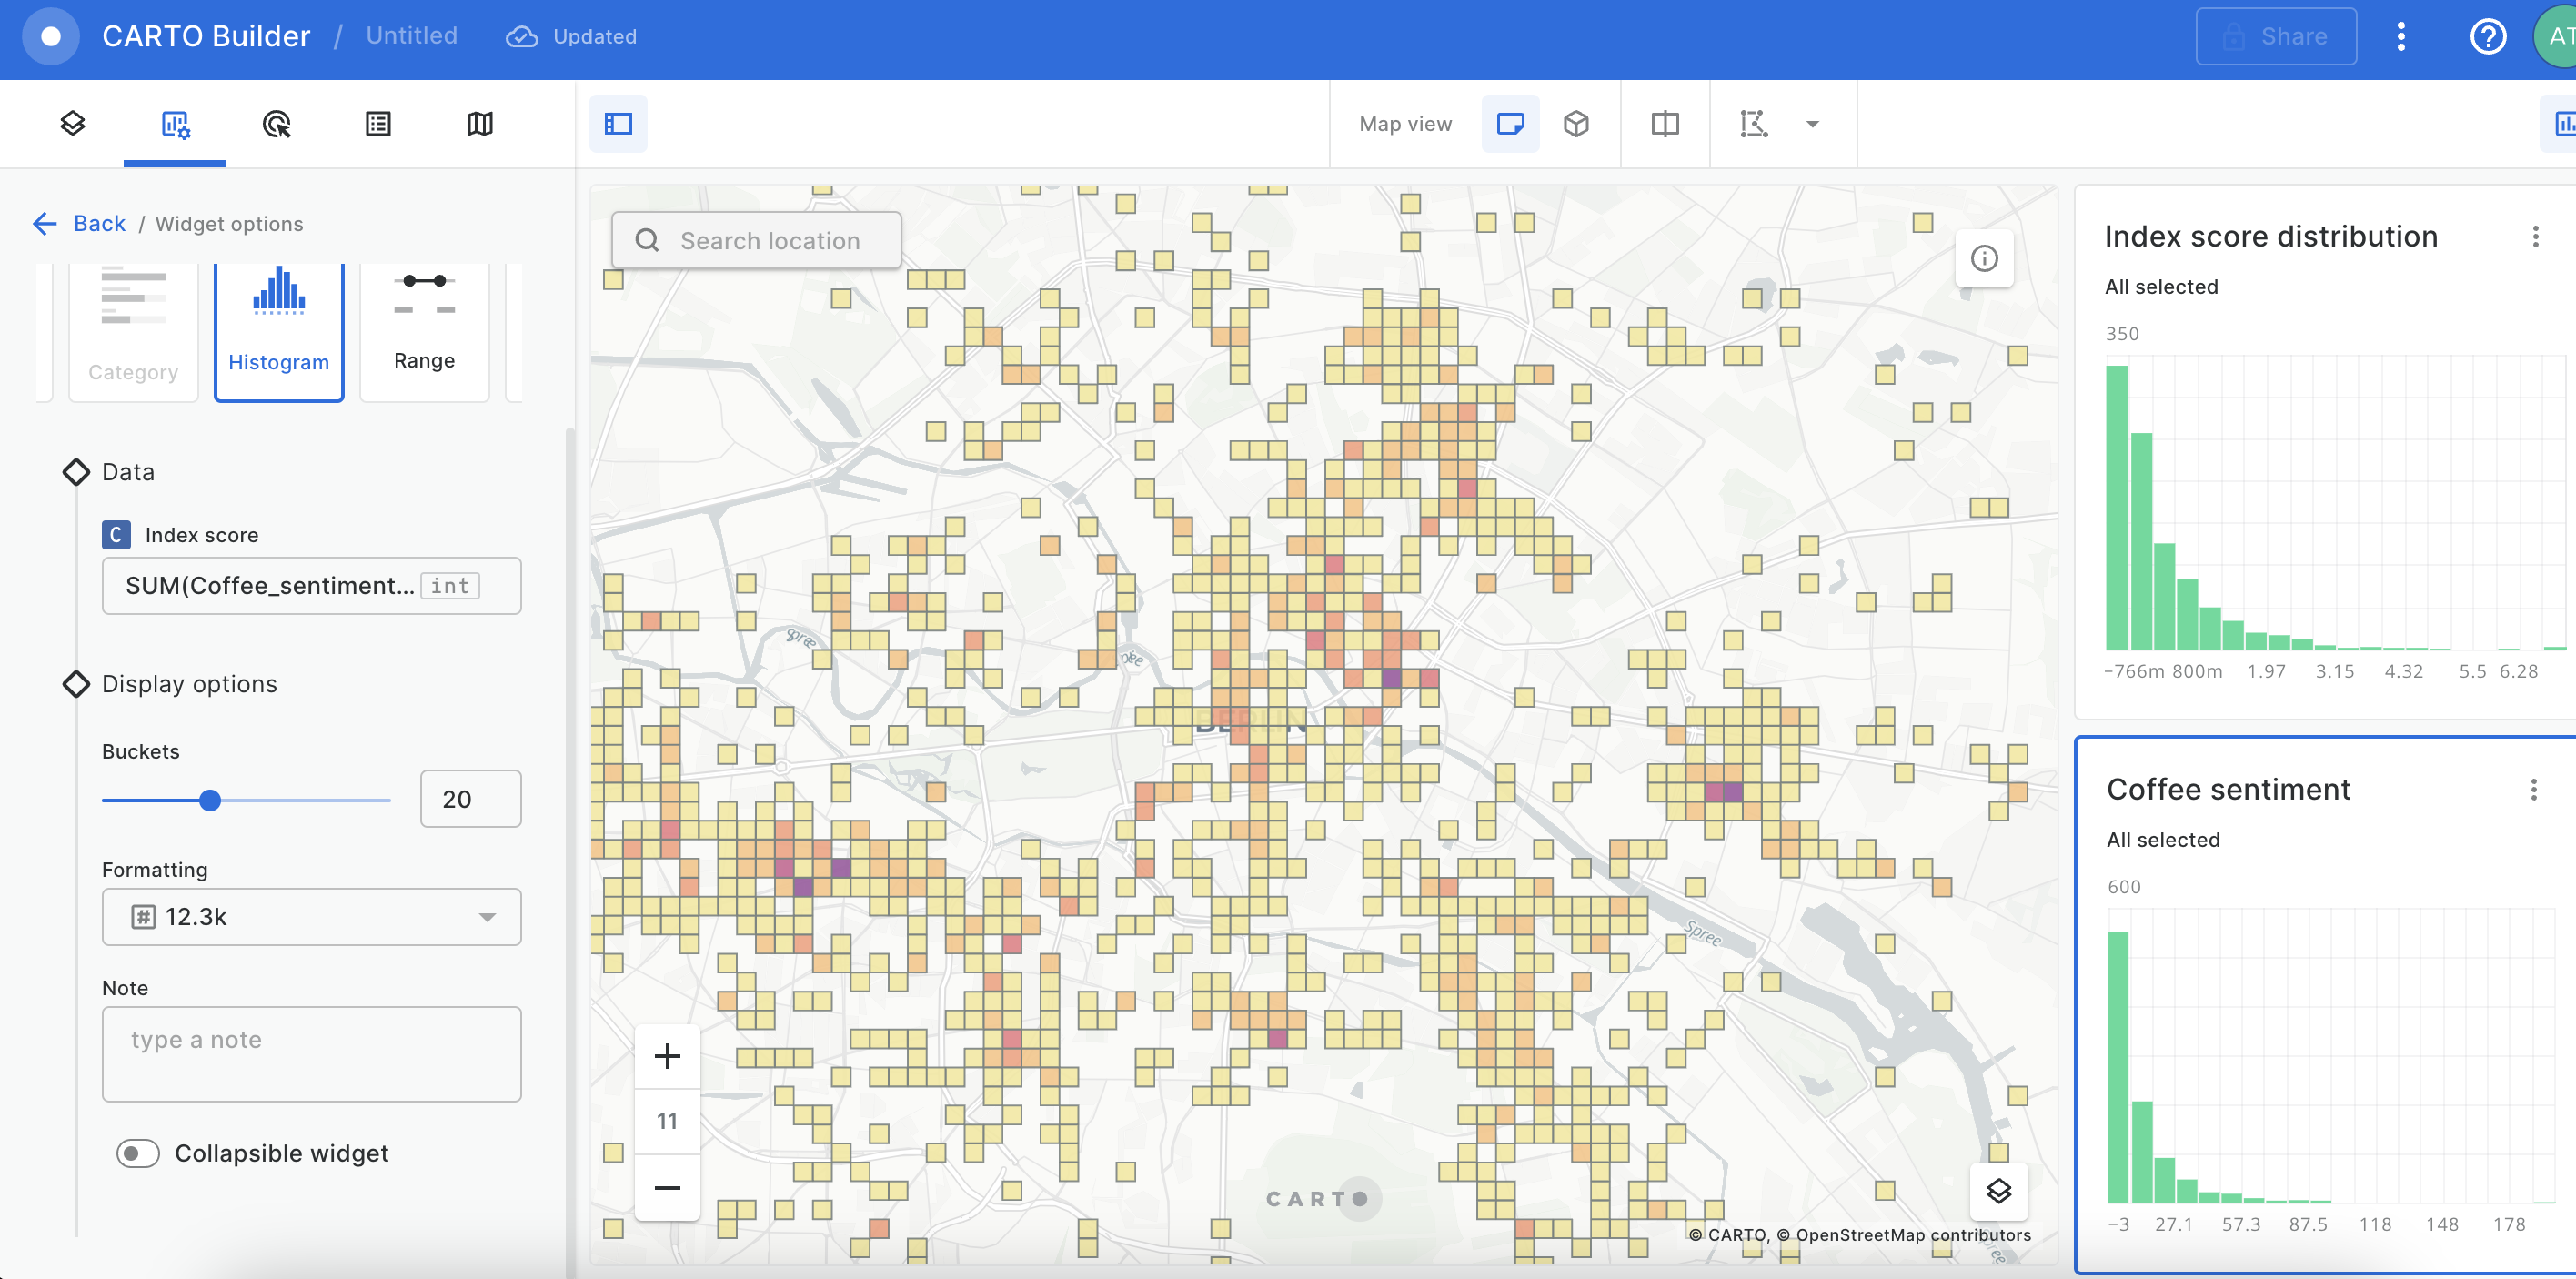 CARTO Builder / Untitled Updated Share AT
Map view
Back / Widget options
Search location
Category
Histogram
Range
Data
C Index score
SUM(Coffee_sentiment... int
Display options
Buckets
20
Formatting
12.3k
Note
type a note
Collapsible widget
11
Spree
BERLIN
Spree
CARTO
© CARTO, © OpenStreetMap contributors
Index score distribution
All selected
350
−766m 800m 1.97 3.15 4.32 5.5 6.28
Coffee sentiment
All selected
600
−3 27.1 57.3 87.5 118 148 178